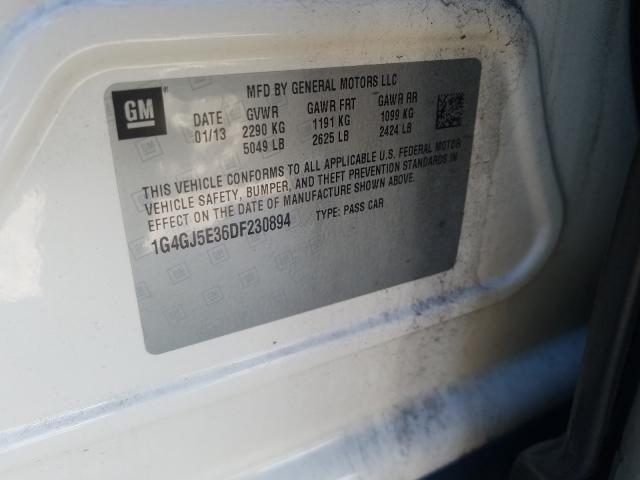 MFD BY GENERAL MOTORS LLC
GM
DATE GVWR GAWR FRT GAWR RR
01/13 2290 KG 1191 KG 1099 KG
5049 LB 2625 LB 2424 LB
THIS VEHICLE CONFORMS TO ALL APPLICABLE U.S. FEDERAL MOTOR
VEHICLE SAFETY, BUMPER, AND THEFT PREVENTION STANDARDS IN
EFFECT ON THE DATE OF MANUFACTURE SHOWN ABOVE.
1G4GJ5E36DF230894 TYPE: PASS CAR